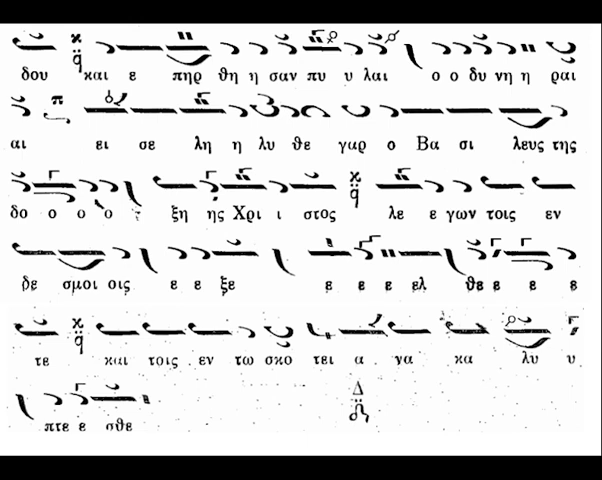 δου και ε πηρ θη η σαν πυ υ λαι ο ο δυ νη η ραι
αι ει σε λη η λυ θε γαρ ο Βα σι λευς της
δο ο ο ο ξη ης Χρι ι στος λε ε γων τοις εν
δε σμοι οις ε ε ξε ε ε ε ελ θε ε ε ε
τε και τοις εν τω σκο τει α να κα λυ υ
πτε ε σθε